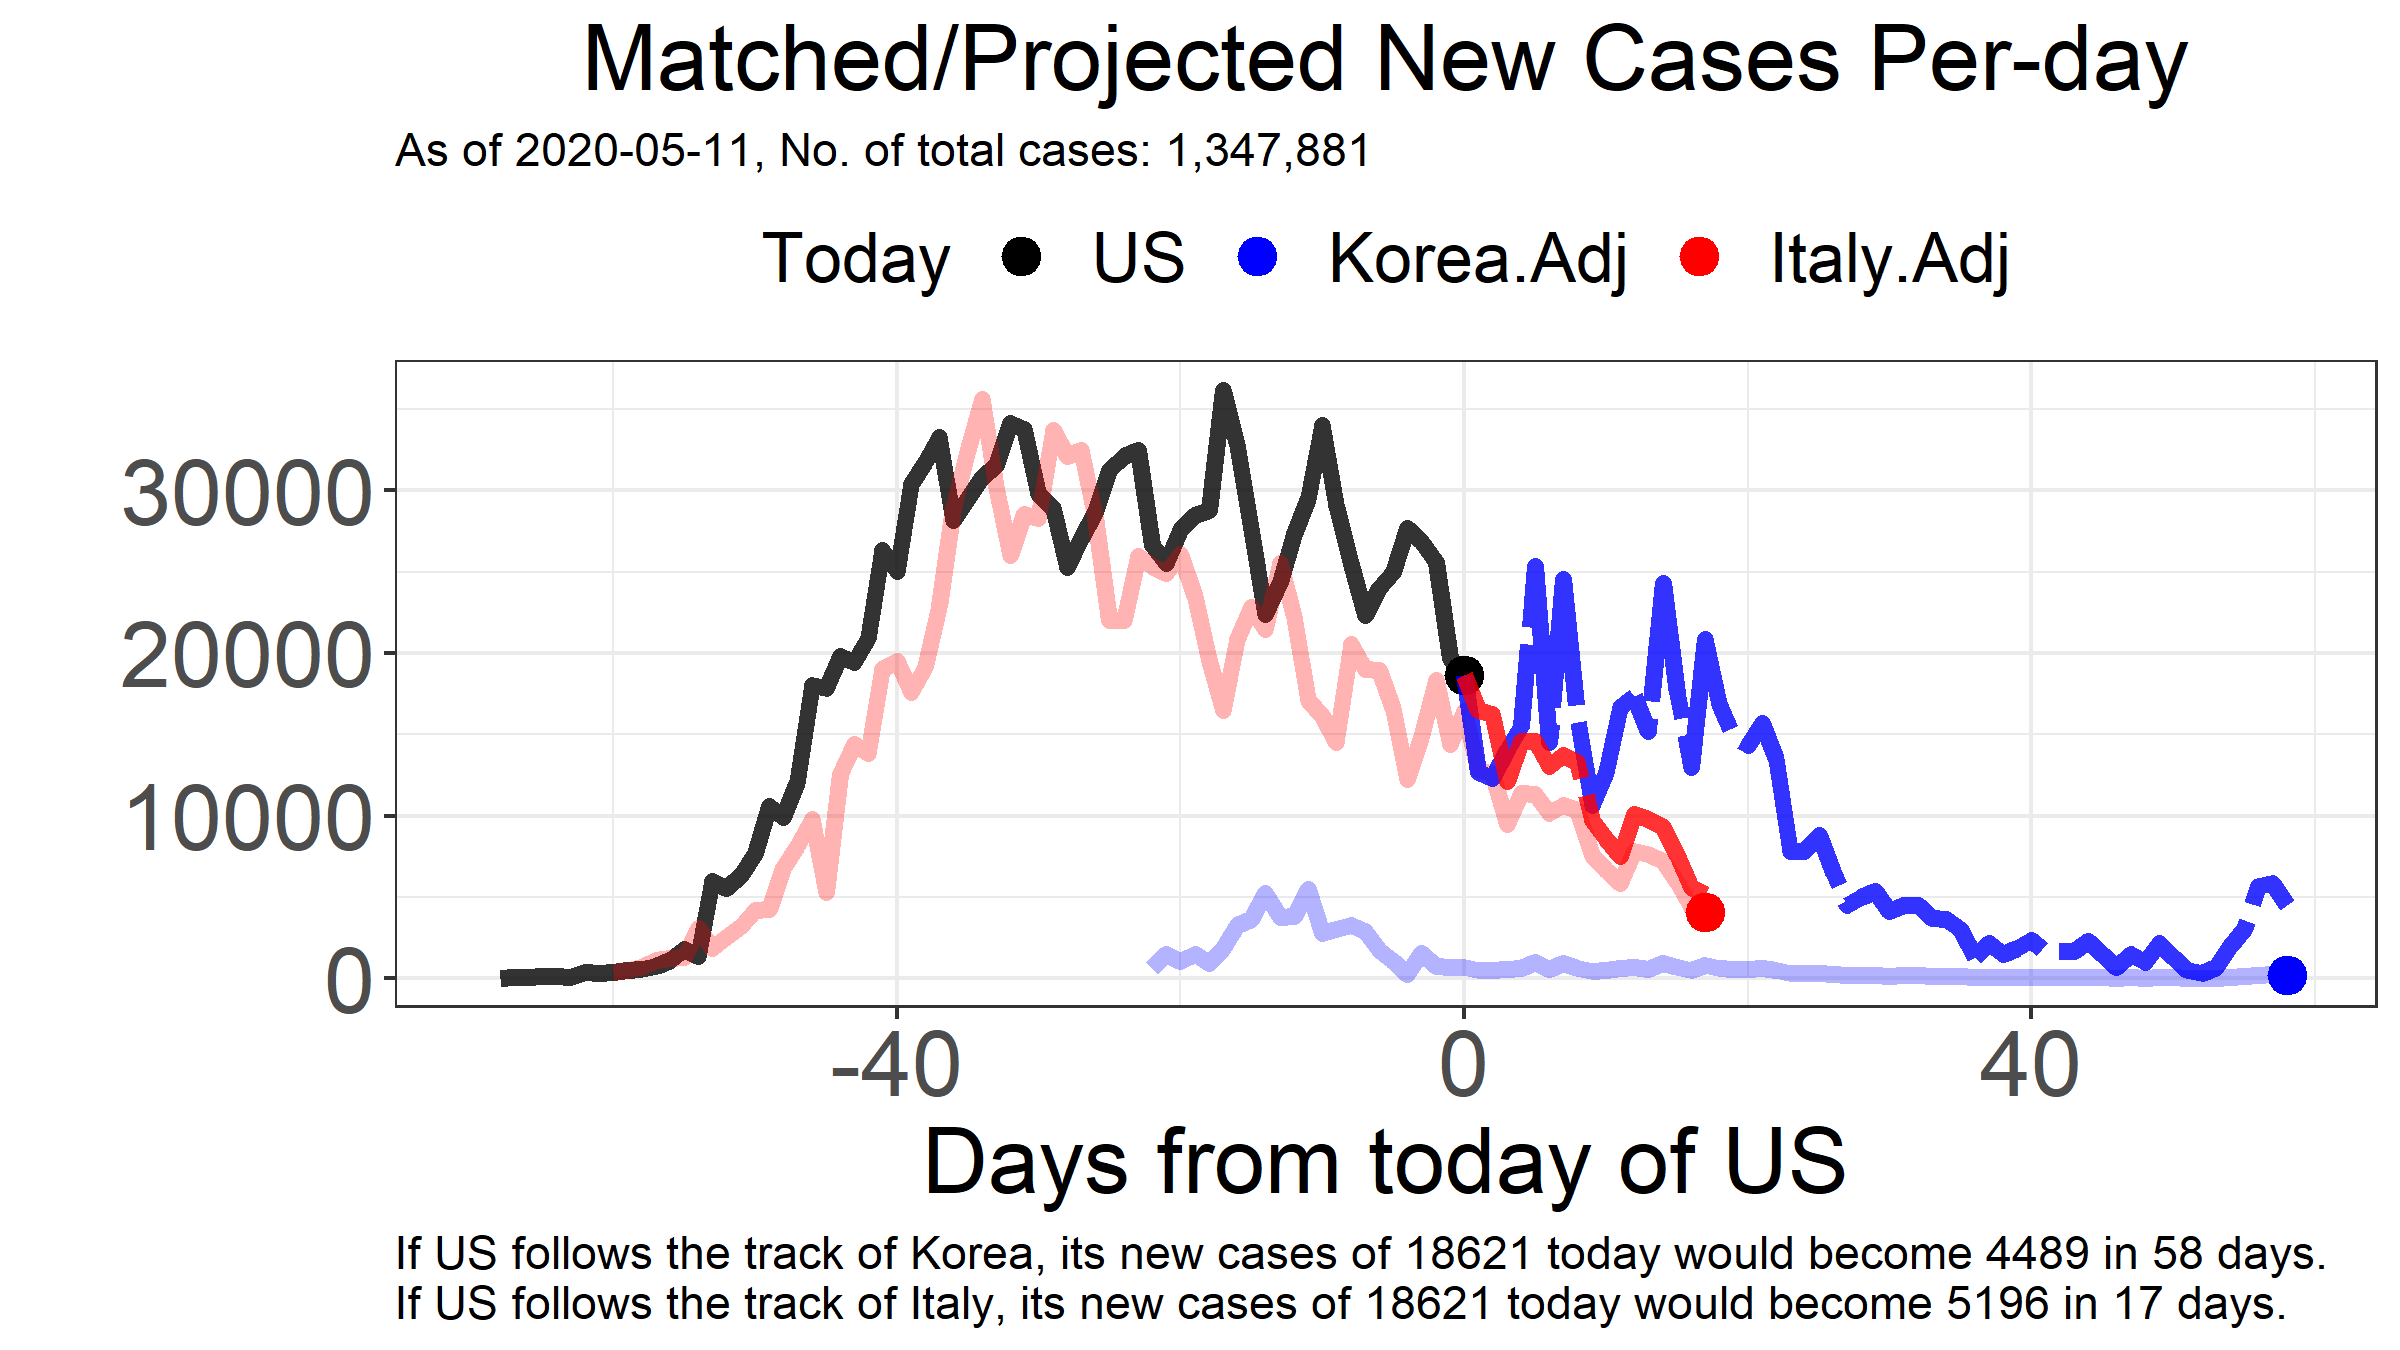 Matched/Projected New Cases Per-day
As of 2020-05-11, No. of total cases: 1,347,881
Today US Korea.Adj Italy.Adj
30000
20000
10000
0
-40 0 40
Days from today of US
If US follows the track of Korea, its new cases of 18621 today would become 4489 in 58 days.
If US follows the track of Italy, its new cases of 18621 today would become 5196 in 17 days.